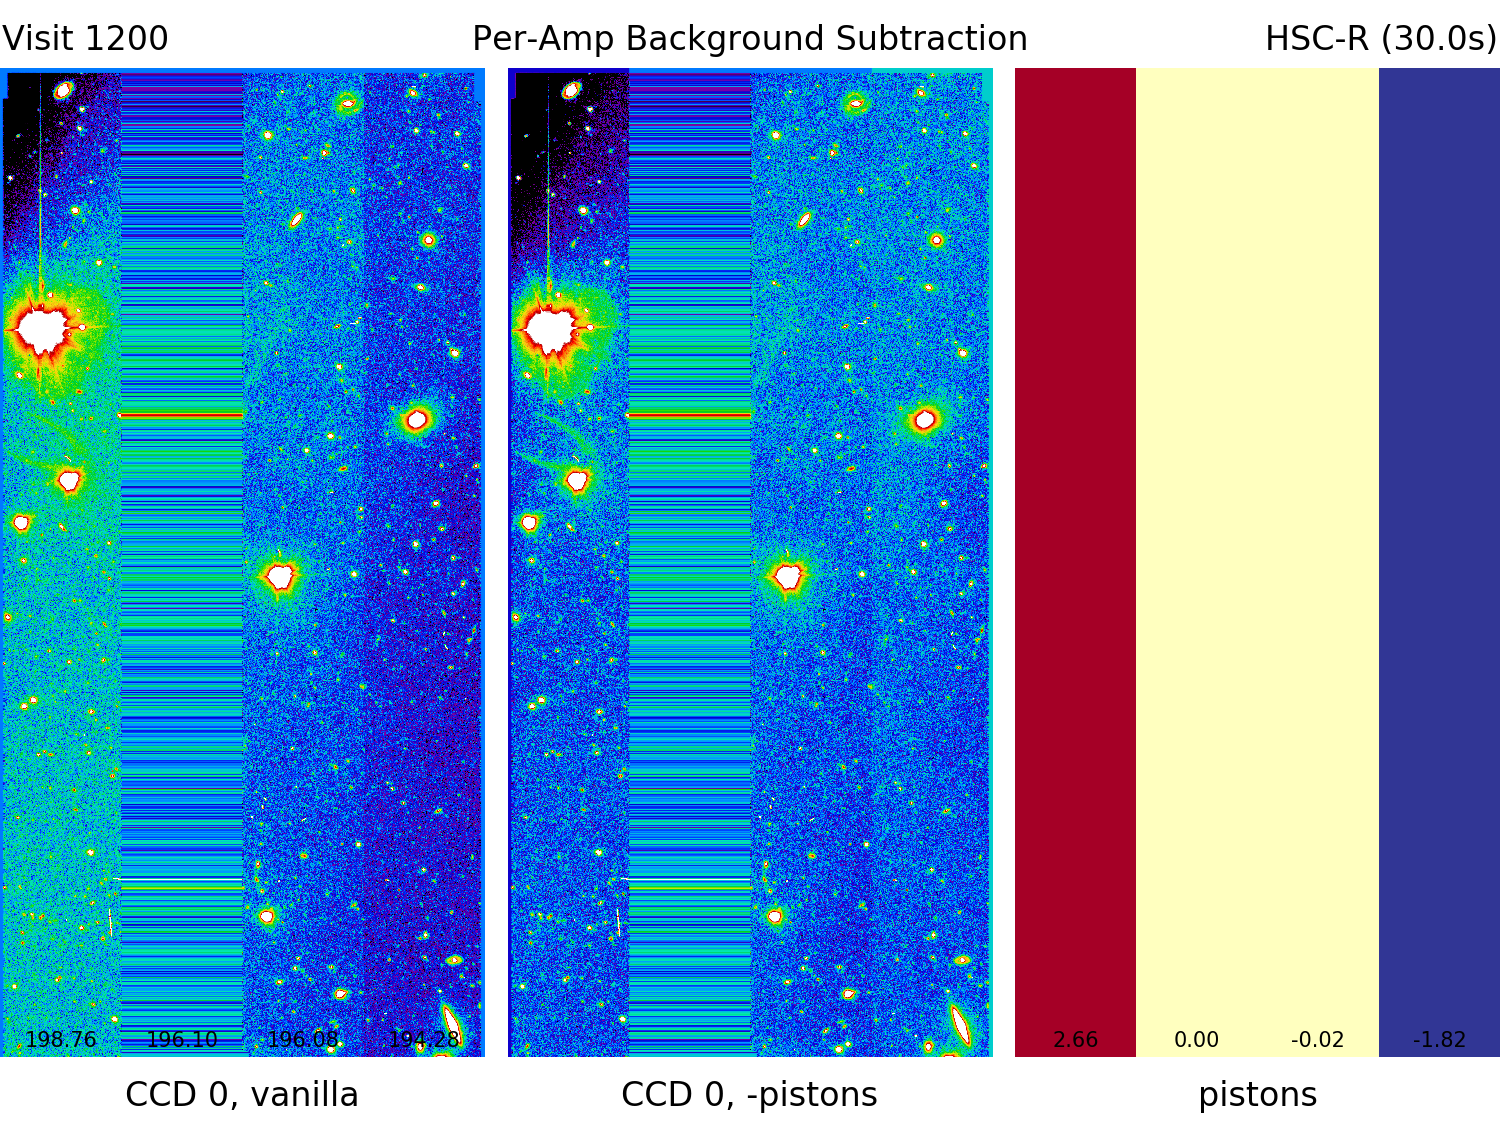 Visit 1200 Per-Amp Background Subtraction HSC-R (30.0s)
198.76 196.10 196.08 194.28 2.66 0.00 -0.02 -1.82
CCD 0, vanilla CCD 0, -pistons pistons